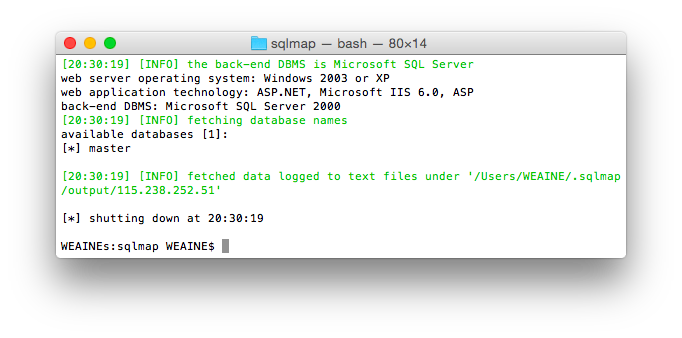 sqlmap — bash — 80×14
[20:30:19] [INFO] the back-end DBMS is Microsoft SQL Server
web server operating system: Windows 2003 or XP
web application technology: ASP.NET, Microsoft IIS 6.0, ASP
back-end DBMS: Microsoft SQL Server 2000
[20:30:19] [INFO] fetching database names
available databases [1]:
[*] master
[20:30:19] [INFO] fetched data logged to text files under '/Users/WEAINE/.sqlmap
/output/115.238.252.51'
[*] shutting down at 20:30:19
WEAINEs:sqlmap WEAINE$